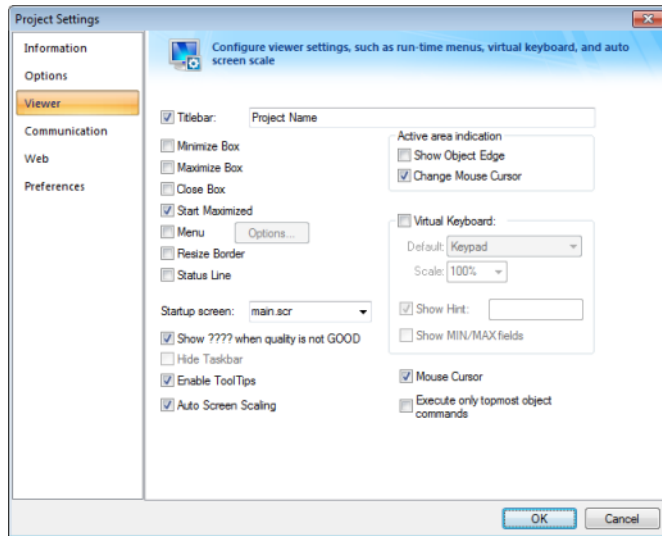 Project Settings
Information
Options
Viewer
Communication
Web
Preferences
Configure viewer settings, such as run-time menus, virtual keyboard, and auto
screen scale
Titlebar: Project Name
Minimize Box
Maximize Box
Close Box
Start Maximized
Menu Options...
Resize Border
Status Line
Startup screen: main.scr
Show ???? when quality is not GOOD
Hide Taskbar
Enable ToolTips
Auto Screen Scaling
Active area indication
Show Object Edge
Change Mouse Cursor
Virtual Keyboard:
Default: Keypad
Scale: 100%
Show Hint:
Show MIN/MAX fields
Mouse Cursor
Execute only topmost object
commands
OK Cancel